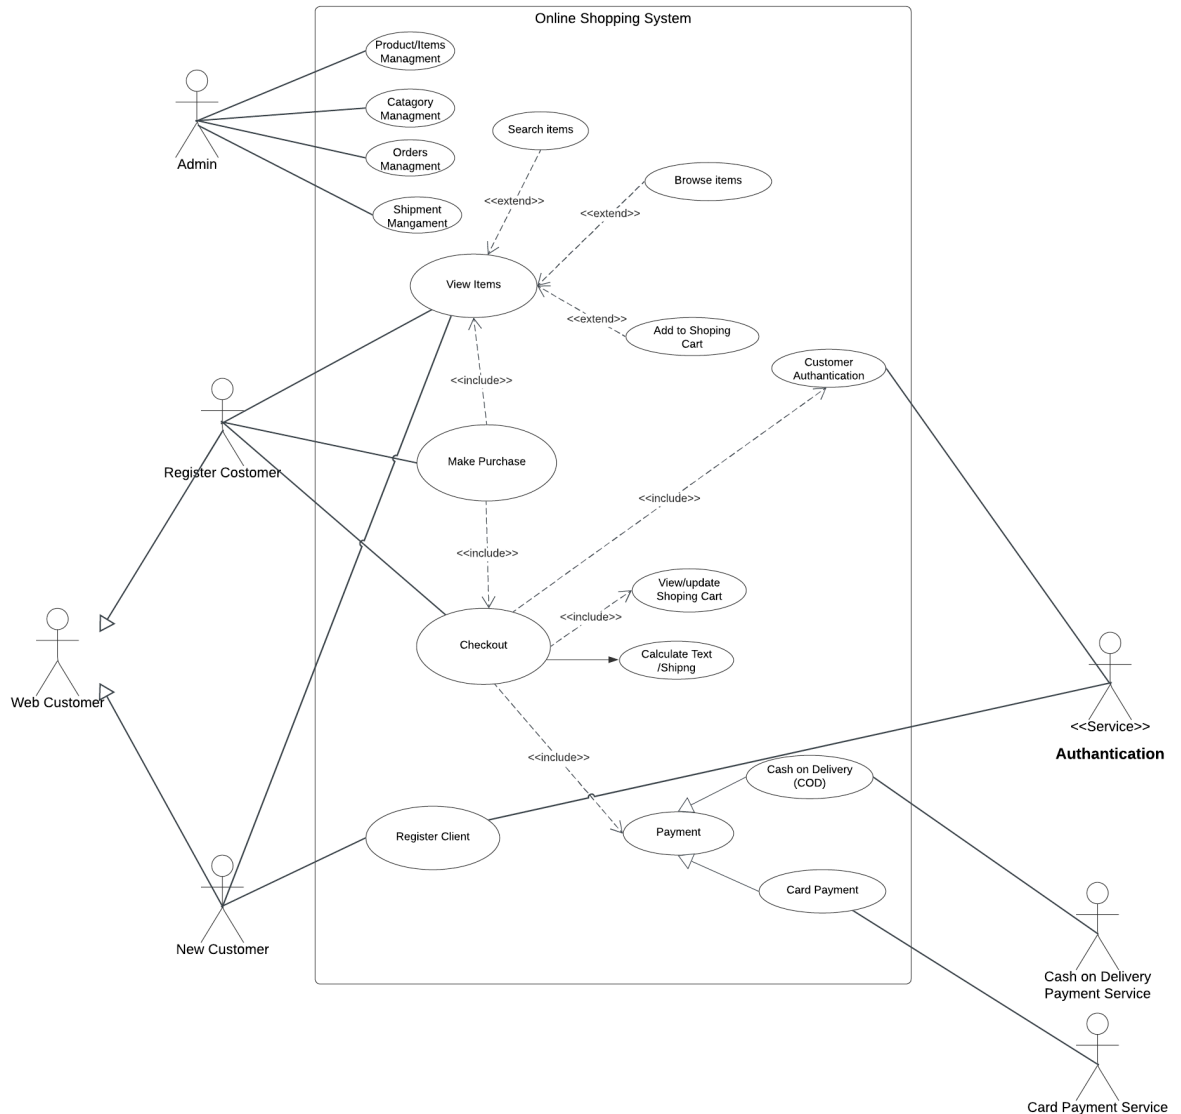 Online Shopping System
Product/Items
Managment
Catagory
Managment
Orders
Managment
Shipment
Mangament
Admin
Search items
Browse items
<<extend>>
<<extend>>
View Items
<<extend>>
Add to Shoping
Cart
Customer
Authantication
<<include>>
Register Costomer
Make Purchase
<<include>>
<<include>>
View/update
Shoping Cart
<<include>>
Checkout
Calculate Text
/Shipng
Web Customer
<<Service>>
Authantication
<<include>>
Cash on Delivery
(COD)
Register Client
Payment
Card Payment
New Customer
Cash on Delivery
Payment Service
Card Payment Service